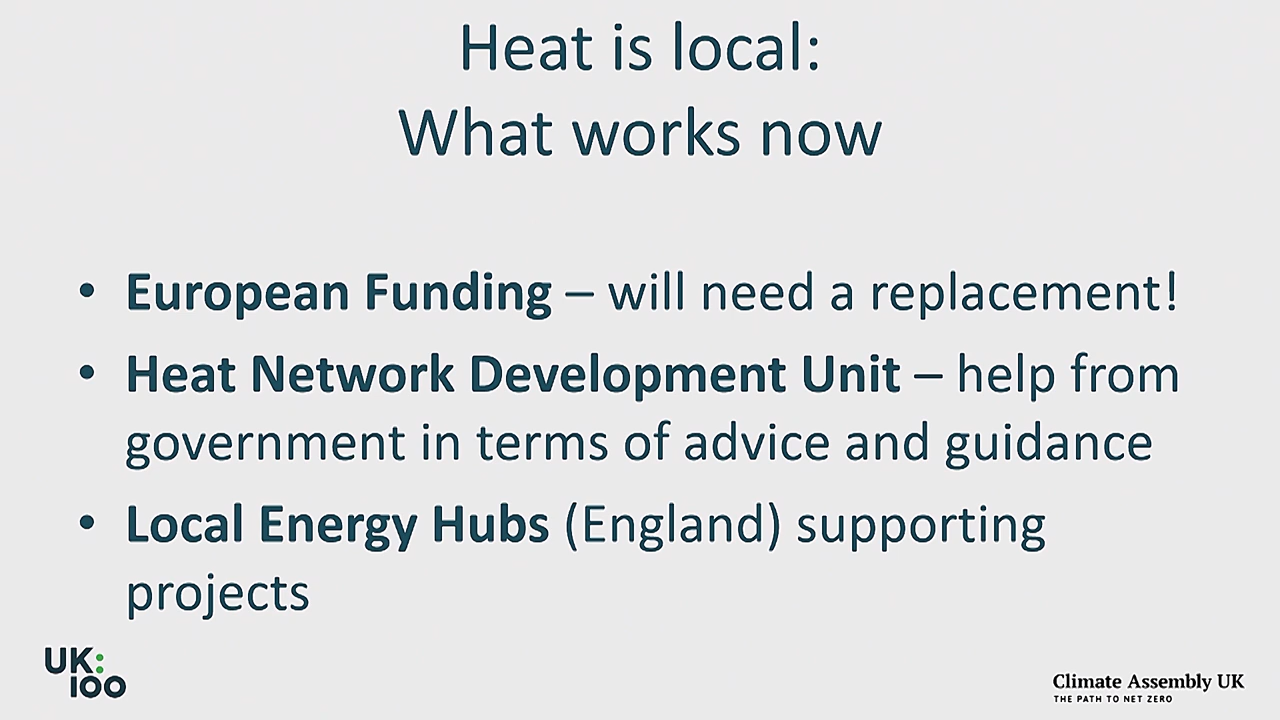 Heat is local:
What works now
• European Funding – will need a replacement!
• Heat Network Development Unit – help from
government in terms of advice and guidance
• Local Energy Hubs (England) supporting
projects
UK:
100
Climate Assembly UK
THE PATH TO NET ZERO